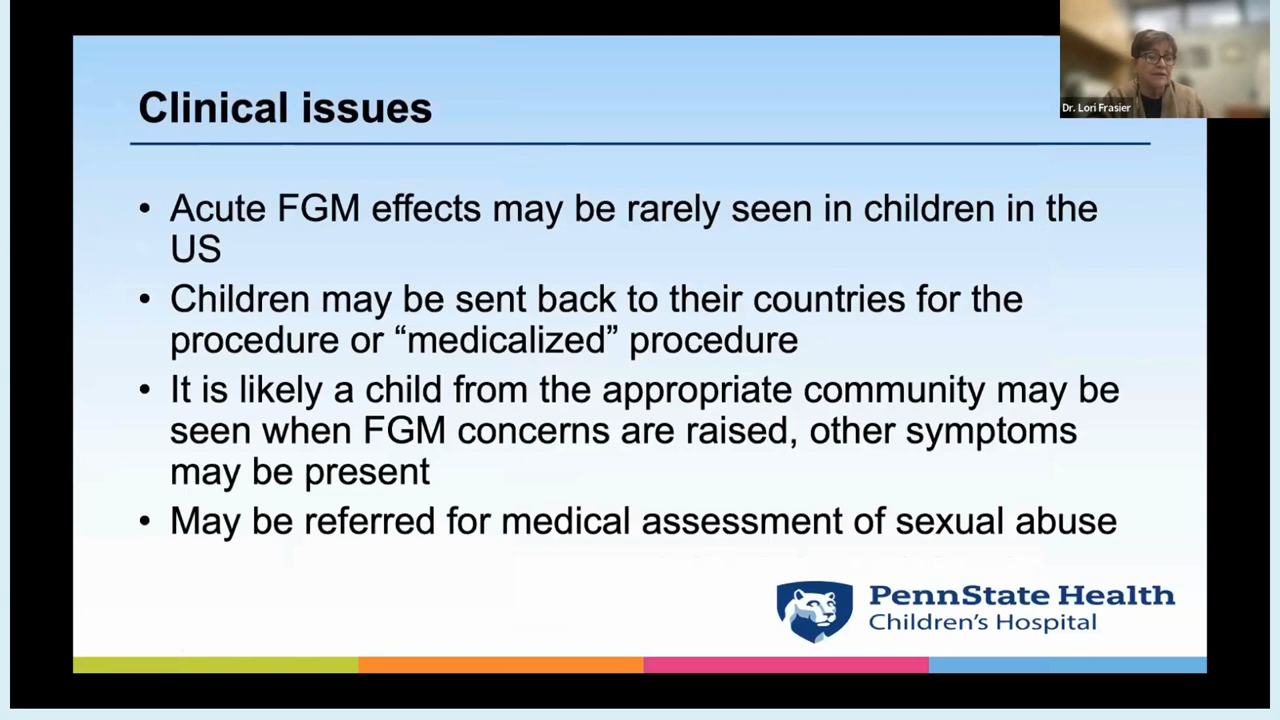 Clinical issues
• Acute FGM effects may be rarely seen in children in the
US
• Children may be sent back to their countries for the
procedure or “medicalized” procedure
• It is likely a child from the appropriate community may be
seen when FGM concerns are raised, other symptoms
may be present
• May be referred for medical assessment of sexual abuse
PennState Health
Children's Hospital
Dr. Lori Frasier